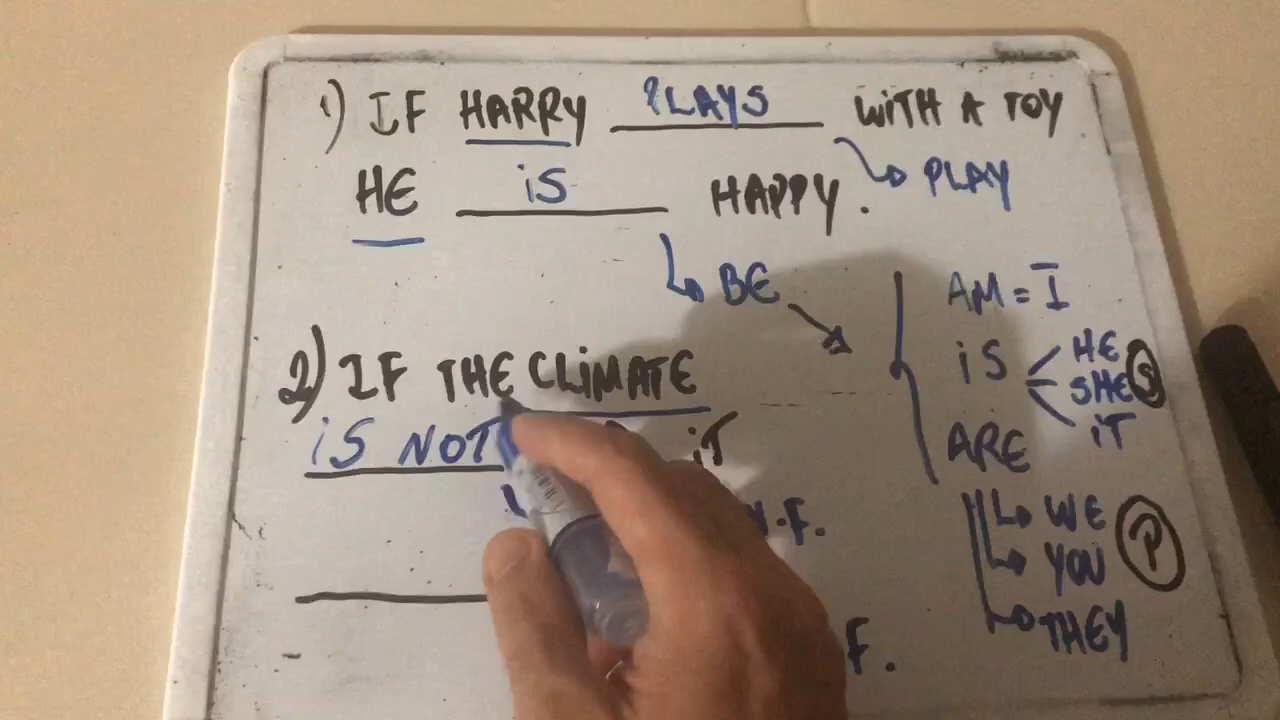 1) IF HARRY PLAYS WITH A TOY
HE iS HAPPY.
PLAY
BE
AM = I
iS HE
SHE S
iT
ARE
WE
YOU P
THEY
2) IF THE CLiMATE
iS NOT iT
F.
F.